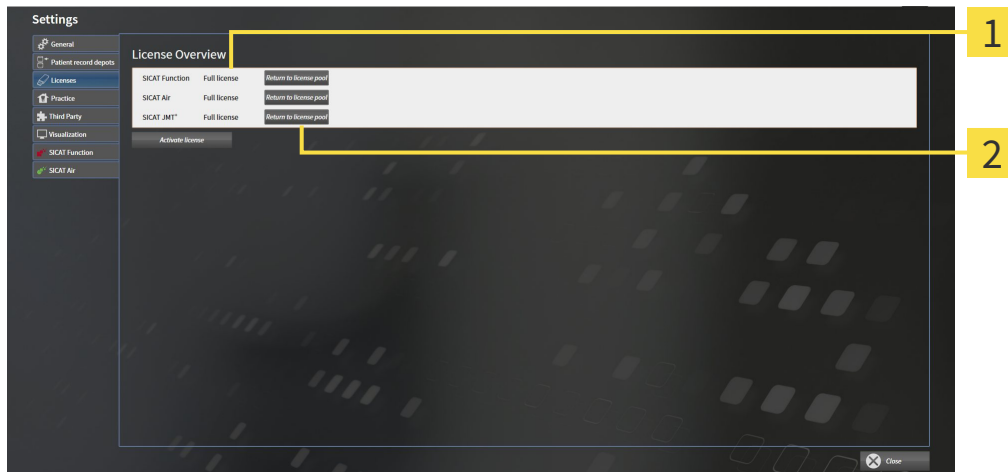 Settings
General
Patient record depots
Licenses
Practice
Third Party
Visualization
SICAT Function
SICAT Air
License Overview
SICAT Function Full license Return to license pool
SICAT Air Full license Return to license pool
SICAT JMT+ Full license Return to license pool
Activate license
Close
1
2